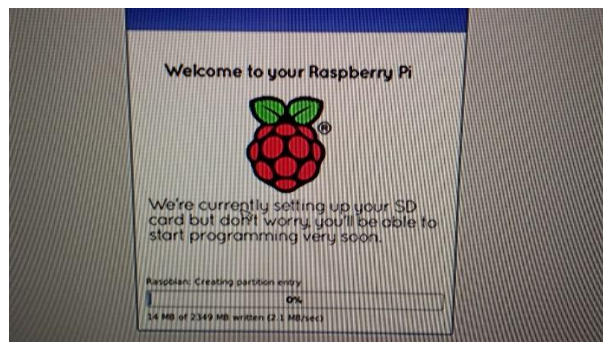 Welcome to your Raspberry Pi
®
We're currently setting up your SD
card but don't worry, you'll be able to
start programming very soon.
Raspbian: Creating partition entry
0%
14 MB of 2349 MB written (2.1 MB/sec)